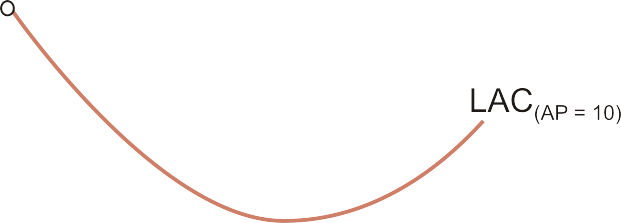 O
LAC(AP = 10)